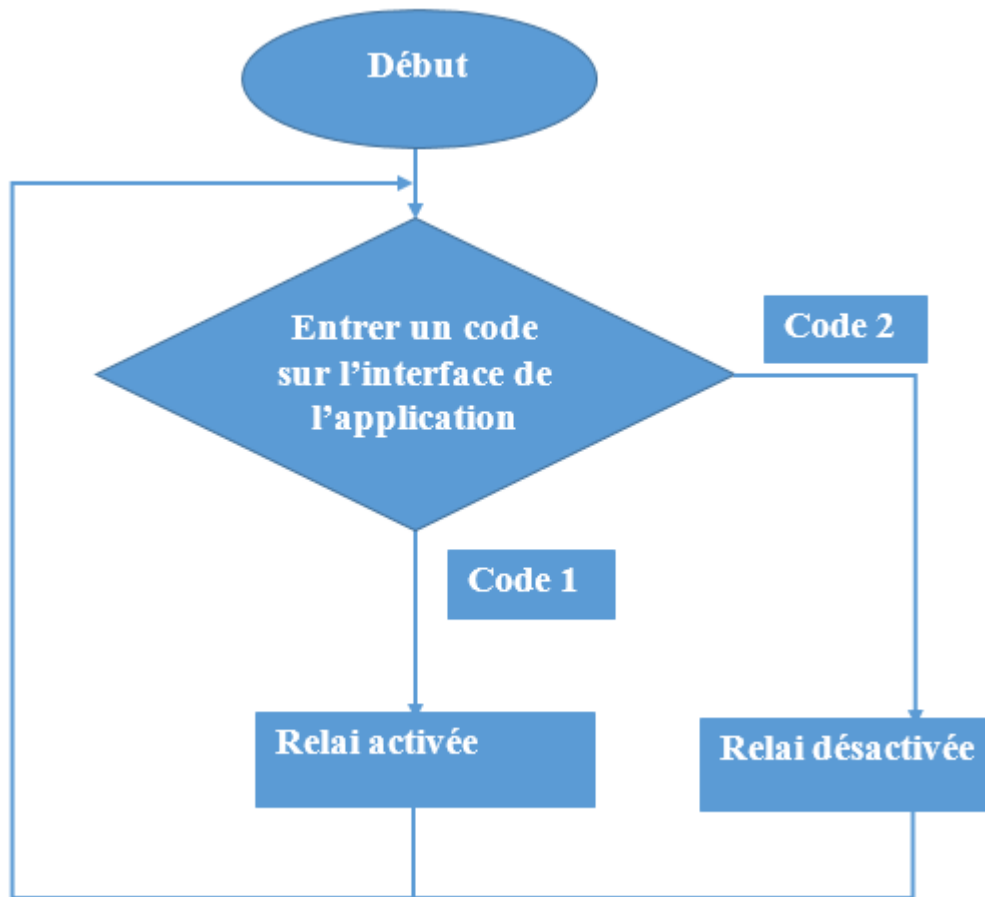 Début
Entrer un code
sur l'interface de
l'application
Code 2
Code 1
Relai activée
Relai désactivée